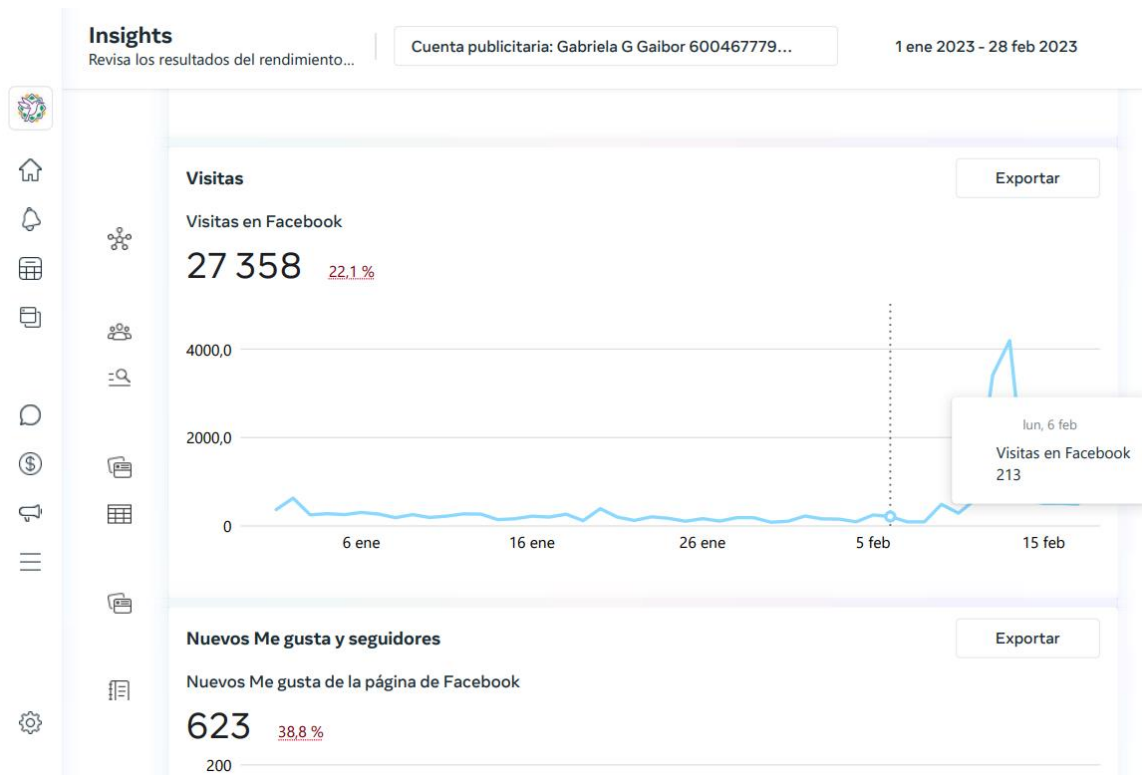 Insights
Revisa los resultados del rendimiento...
Cuenta publicitaria: Gabriela G Gaibor 600467779...
1 ene 2023 - 28 feb 2023
Visitas
Exportar
Visitas en Facebook
27 358
22,1 %
4000,0
2000,0
0
lun, 6 feb
Visitas en Facebook
213
6 ene
16 ene
26 ene
5 feb
15 feb
Nuevos Me gusta y seguidores
Exportar
Nuevos Me gusta de la página de Facebook
623
38,8 %
200